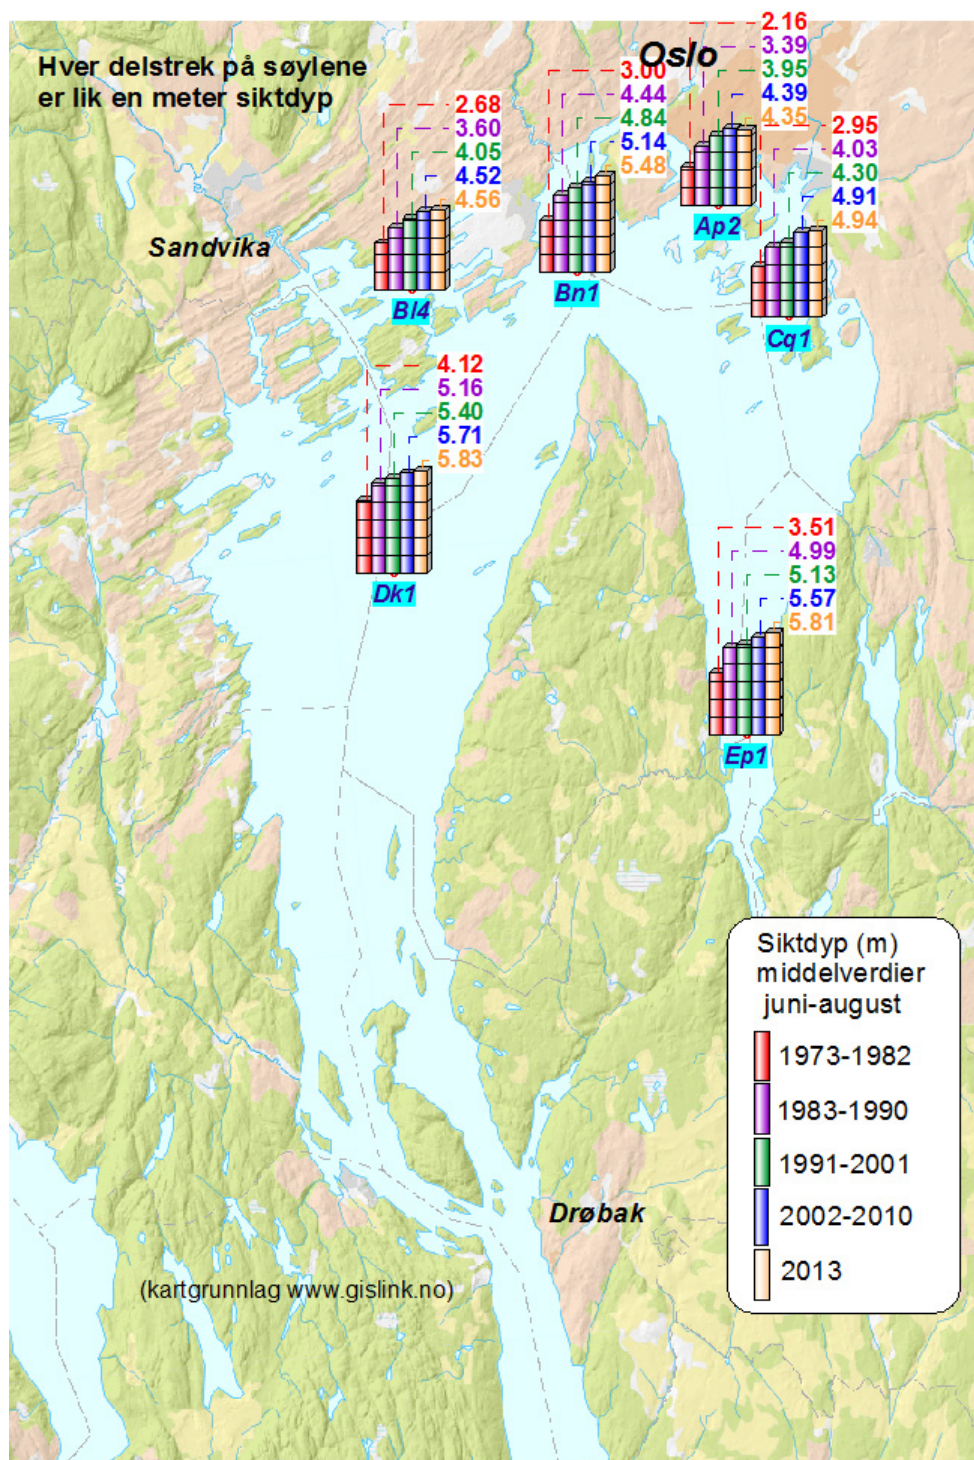 Hver delstrek på søylene
er lik en meter siktdyp
Oslo
2.16
3.39
3.95
4.39
4.35
Ap2
3.00
4.44
4.84
5.14
5.48
Bn1
2.68
3.60
4.05
4.52
4.56
Bl4
2.95
4.03
4.30
4.91
4.94
Cq1
Sandvika
4.12
5.16
5.40
5.71
5.83
Dk1
3.51
4.99
5.13
5.57
5.81
Ep1
Siktdyp (m)
middelverdier
juni-august
1973-1982
1983-1990
1991-2001
2002-2010
2013
Drøbak
(kartgrunnlag www.gislink.no)